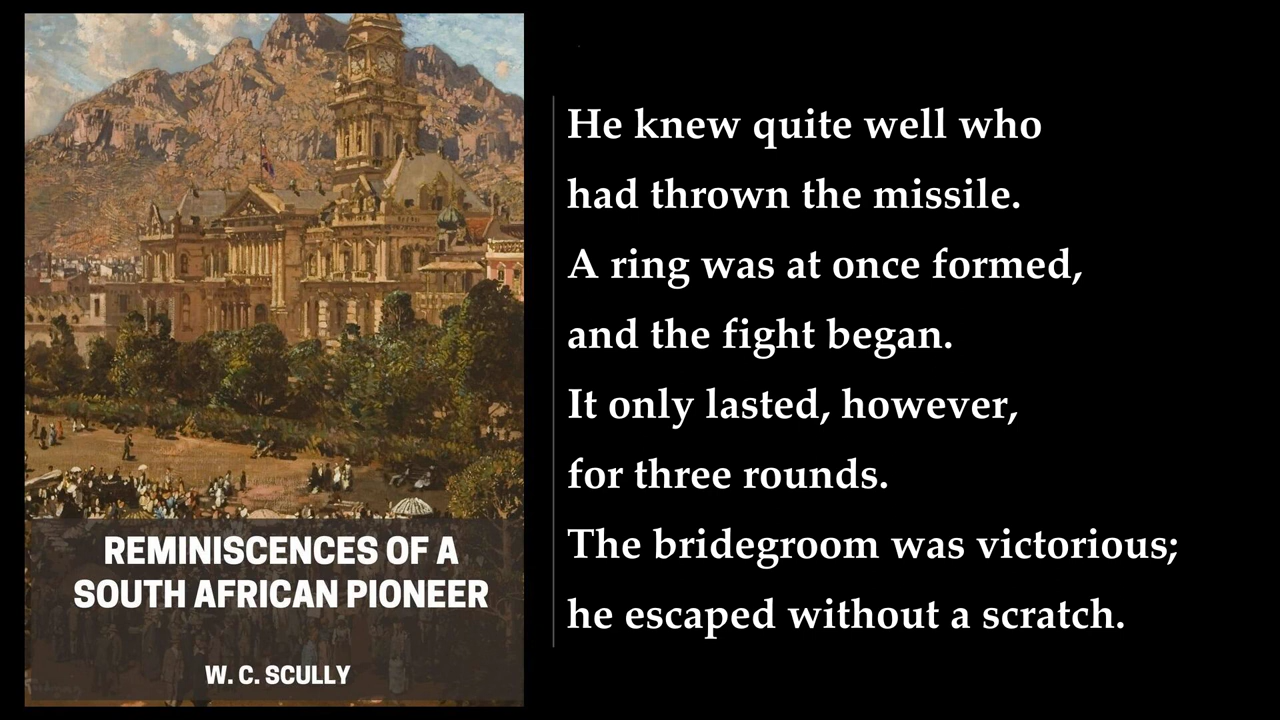 REMINISCENCES OF A
SOUTH AFRICAN PIONEER
W. C. SCULLY
He knew quite well who
had thrown the missile.
A ring was at once formed,
and the fight began.
It only lasted, however,
for three rounds.
The bridegroom was victorious;
he escaped without a scratch.